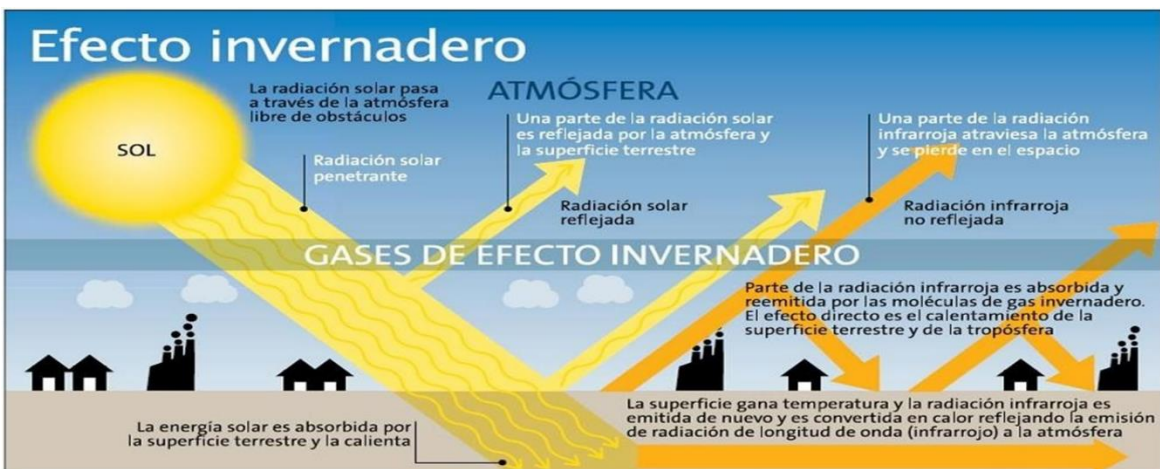 Efecto invernadero
SOL
La radiación solar pasa
a través de la atmósfera
libre de obstáculos
Radiación solar
penetrante
ATMÓSFERA
Una parte de la radiación solar
es reflejada por la atmósfera y
la superficie terrestre
Radiación solar
reflejada
Una parte de la radiación
infrarroja atraviesa la atmósfera
y se pierde en el espacio
Radiación infrarroja
no reflejada
GASES DE EFECTO INVERNADERO
Parte de la radiación infrarroja es absorbida y
reemitida por las moléculas de gas invernadero.
El efecto directo es el calentamiento de la
superficie terrestre y de la tropósfera
La energía solar es absorbida por
la superficie terrestre y la calienta
La superficie gana temperatura y la radiación infrarroja es
emitida de nuevo y es convertida en calor reflejando la emisión
de radiación de longitud de onda (infrarrojo) a la atmósfera